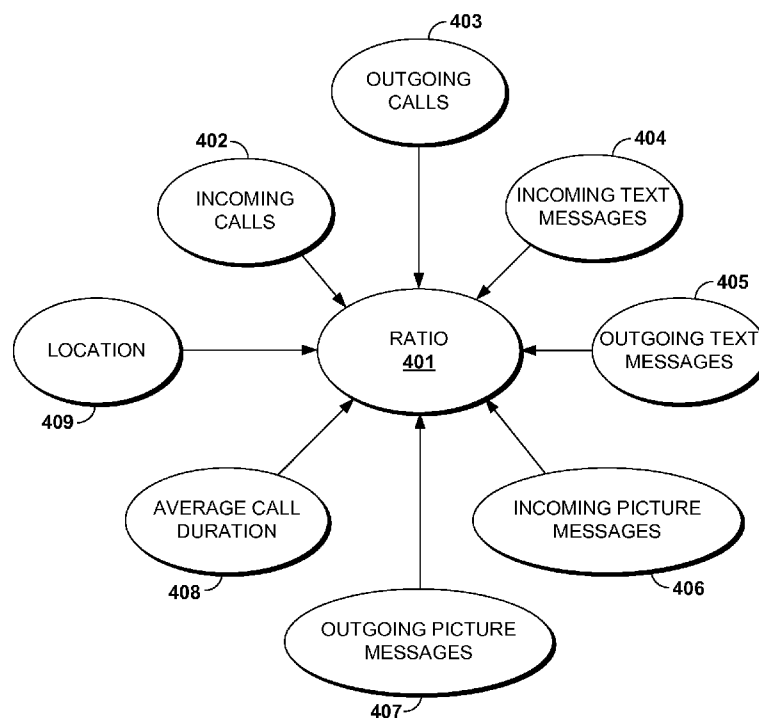 403
OUTGOING
CALLS
402
INCOMING
CALLS
404
INCOMING TEXT
MESSAGES
405
OUTGOING TEXT
MESSAGES
RATIO
401
LOCATION
409
AVERAGE CALL
DURATION
408
INCOMING PICTURE
MESSAGES
406
OUTGOING PICTURE
MESSAGES
407